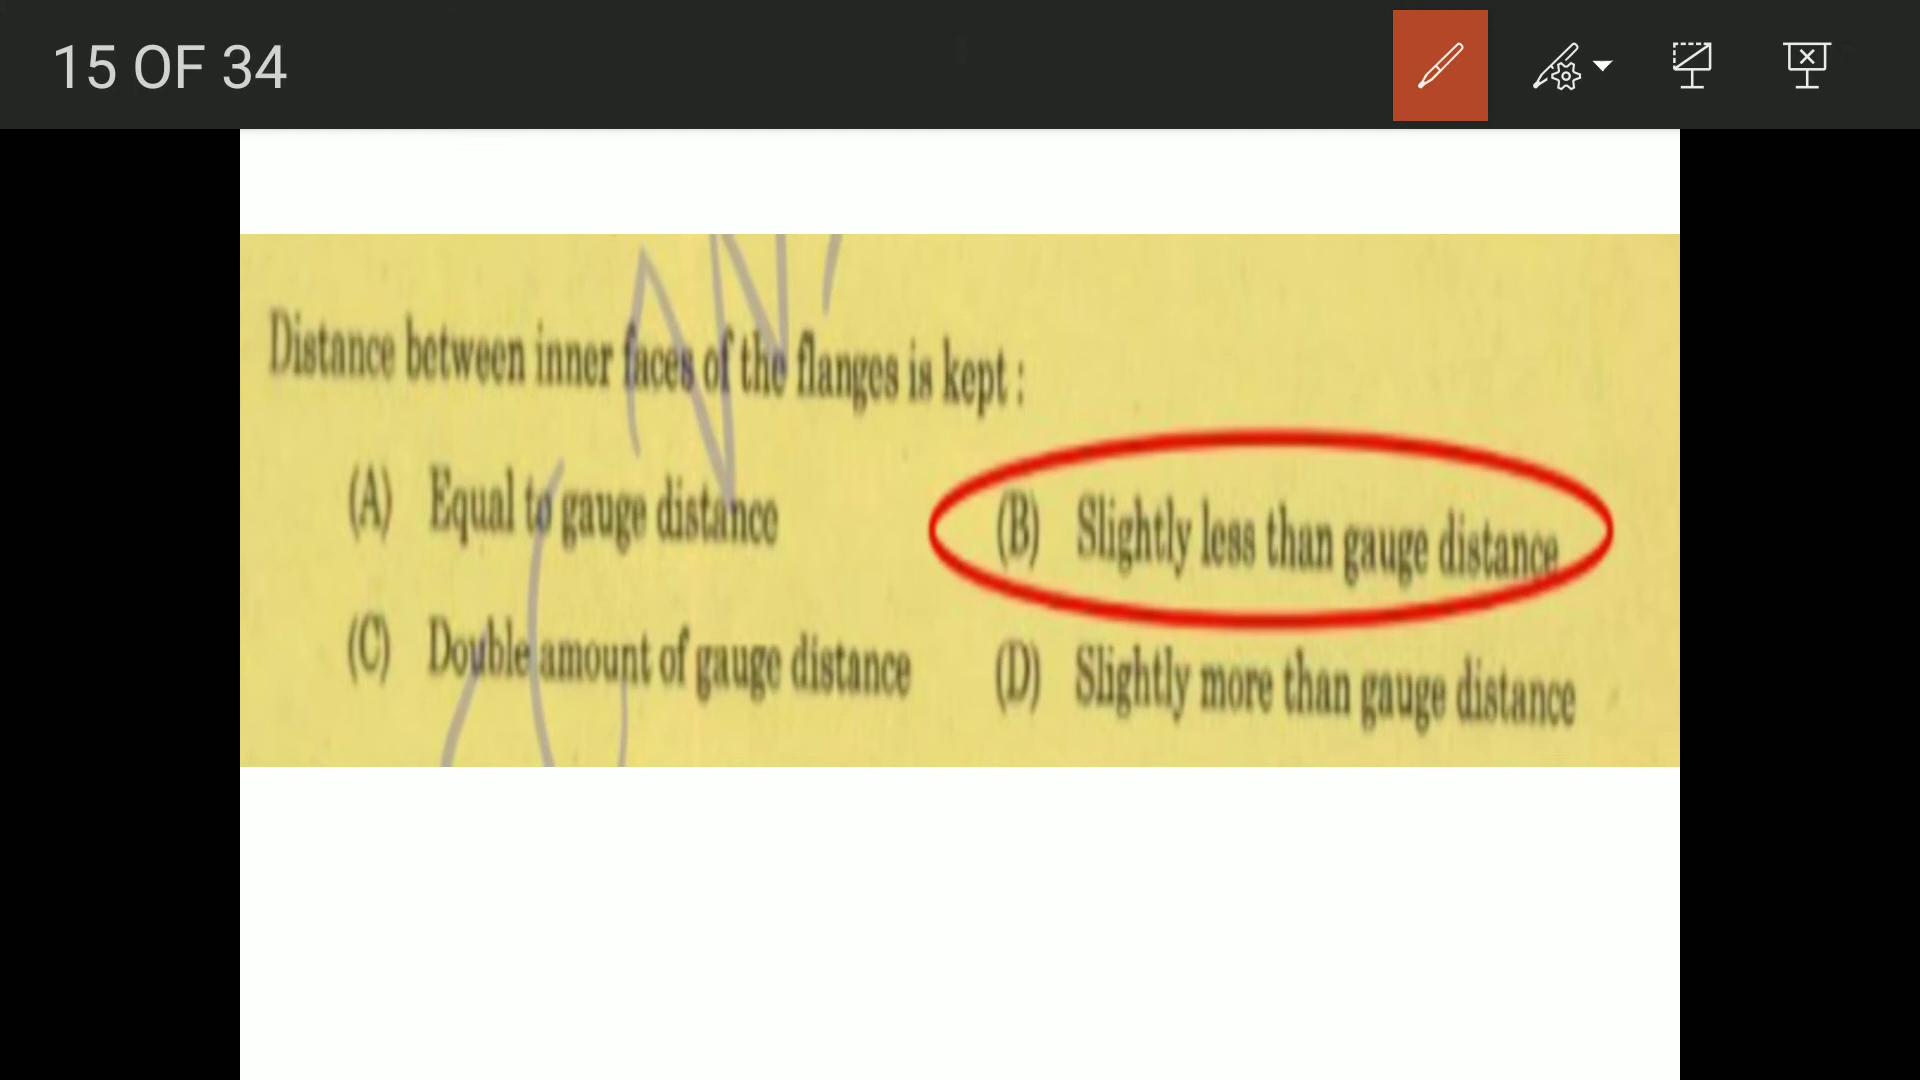 15 OF 34
Distance between inner faces of the flanges is kept :
(A) Equal to gauge distance (B) Slightly less than gauge distance
(C) Double amount of gauge distance (D) Slightly more than gauge distance